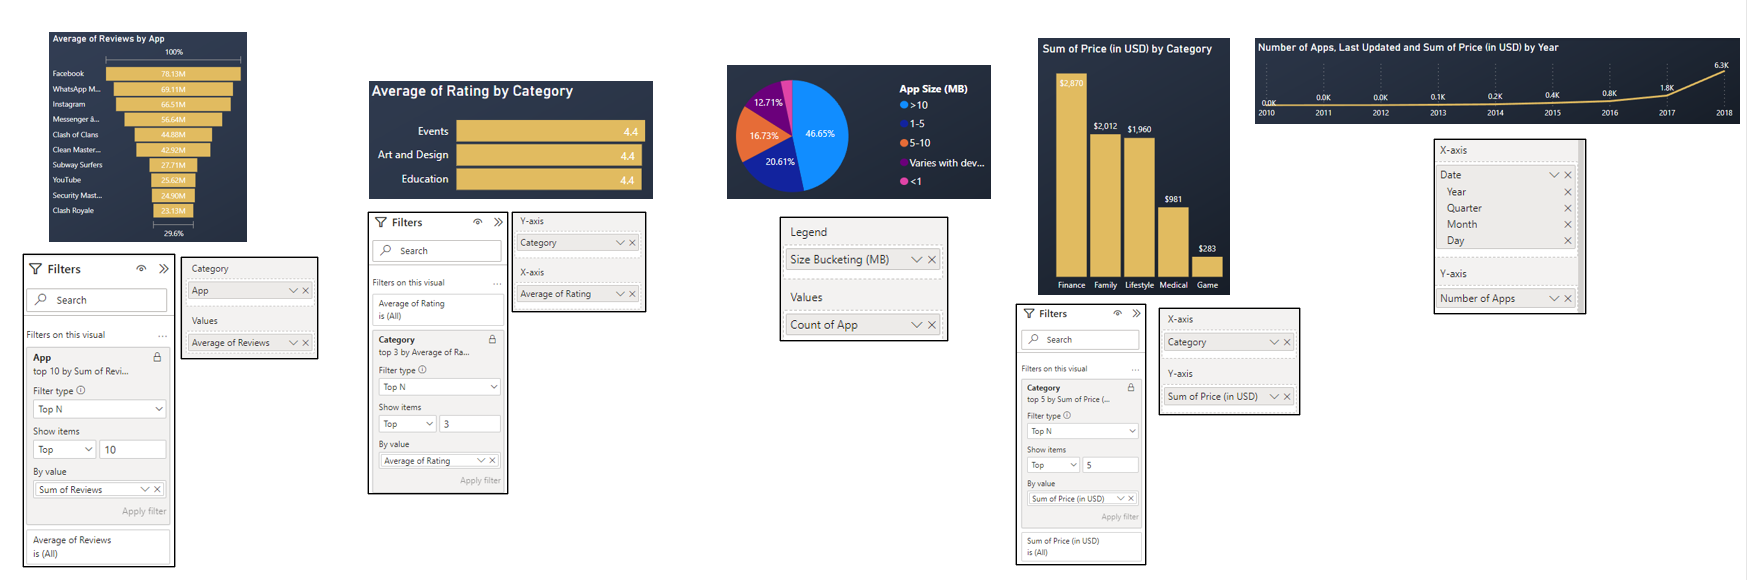 Average of Reviews by App
100%
Facebook 78.13M
WhatsApp M... 69.11M
Instagram 66.51M
Messenger â... 56.64M
Clash of Clans 44.88M
Clean Master... 42.92M
Subway Surfers 27.71M
YouTube 25.62M
Security Mast... 24.90M
Clash Royale 23.13M
29.6%
Filters
Search
Filters on this visual ...
App
top 10 by Sum of Revi...
Filter type
Top N
Show items
Top 10
By value
Sum of Reviews
Apply filter
Average of Reviews
is (All)
Category
App
Values
Average of Reviews
Average of Rating by Category
Events 4.4
Art and Design 4.4
Education 4.4
Filters
Search
Filters on this visual ...
Average of Rating
is (All)
Category
top 3 by Average of Ra...
Filter type
Top N
Show items
Top 3
By value
Average of Rating
Apply filter
Y-axis
Category
X-axis
Average of Rating
46.65%
20.61%
16.73%
12.71%
App Size (MB)
>10
1-5
5-10
Varies with dev...
<1
Legend
Size Bucketing (MB)
Values
Count of App
Sum of Price (in USD) by Category
$2,870
$2,012
$1,960
$981
$283
Finance Family Lifestyle Medical Game
Filters
Search
Filters on this visual ...
Category
top 5 by Sum of Price (...
Filter type
Top N
Show items
Top 5
By value
Sum of Price (in USD)
Apply filter
Sum of Price (in USD)
is (All)
X-axis
Category
Y-axis
Sum of Price (in USD)
Number of Apps, Last Updated and Sum of Price (in USD) by Year
0.0K 0.0K 0.0K 0.1K 0.2K 0.4K 0.8K 1.8K 6.3K
2010 2011 2012 2013 2014 2015 2016 2017 2018
X-axis
Date
Year
Quarter
Month
Day
Y-axis
Number of Apps